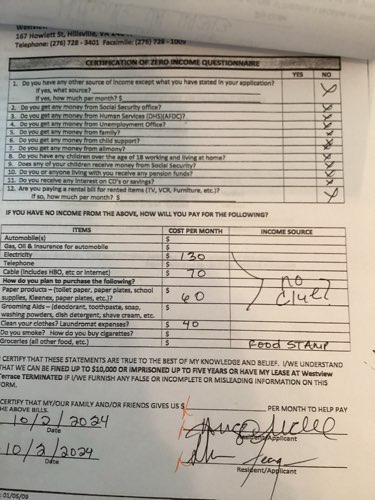 167 Howlett St, Hillsville, VA
Telephone: (276) 728 - 3401 Facsimile: (276) 728 - 1009
CERTIFICATION OF ZERO INCOME QUESTIONNAIRE
YES NO
1. Do you have any other source of income except what you have stated in your application? X
If yes, what source?
If yes, how much per month? $
2. Do you get any money from Social Security office? X
3. Do you get any money from Human Services (DHS)(AFDC)? X
4. Do you get any money from Unemployment Office? X
5. Do you get any money from family? X
6. Do you get any money from child support? X
7. Do you get any money from alimony? X
8. Do you have any children over the age of 18 working and living at home? X
9. Does any of your children receive money from Social Security? X
10. Do you or anyone living with you receive any pension funds? X
11. Do you receive any interest on CD's or savings? X
12. Are you paying a rental bill for rented items (TV, VCR, Furniture, etc.)? X
If so, how much per month? $
IF YOU HAVE NO INCOME FROM THE ABOVE, HOW WILL YOU PAY FOR THE FOLLOWING?
ITEMS COST PER MONTH INCOME SOURCE
Automobile(s) $
Gas, Oil & Insurance for automobile $
Electricity $ 130
Telephone $
Cable (includes HBO, etc or internet) $ 70 no
How do you plan to purchase the following? Clue?
Paper products – (toilet paper, paper plates, school $ 60
supplies, Kleenex, paper plates, etc.)?
Grooming Aids – (deodorant, toothpaste, soap, $
washing powders, dish detergent, shave cream, etc.
Clean your clothes? Laundromat expenses? $ 40
Do you smoke? How do you buy cigarettes? $
Groceries (all other food, etc.) $ FOOD STAMP
CERTIFY THAT THESE STATEMENTS ARE TRUE TO THE BEST OF MY KNOWLEDGE AND BELIEF. I/WE UNDERSTAND
THAT WE CAN BE FINED UP TO $10,000 OR IMPRISONED UP TO FIVE YEARS OR HAVE MY LEASE AT Westview
Terrace TERMINATED IF I/WE FURNISH ANY FALSE OR INCOMPLETE OR MISLEADING INFORMATION ON THIS
FORM.
CERTIFY THAT MY/OUR FAMILY AND/OR FRIENDS GIVES US $ PER MONTH TO HELP PAY
THE ABOVE BILLS.
10/2/2024
Date Resident/Applicant
10/2/2024
Date Resident/Applicant
01/05/09